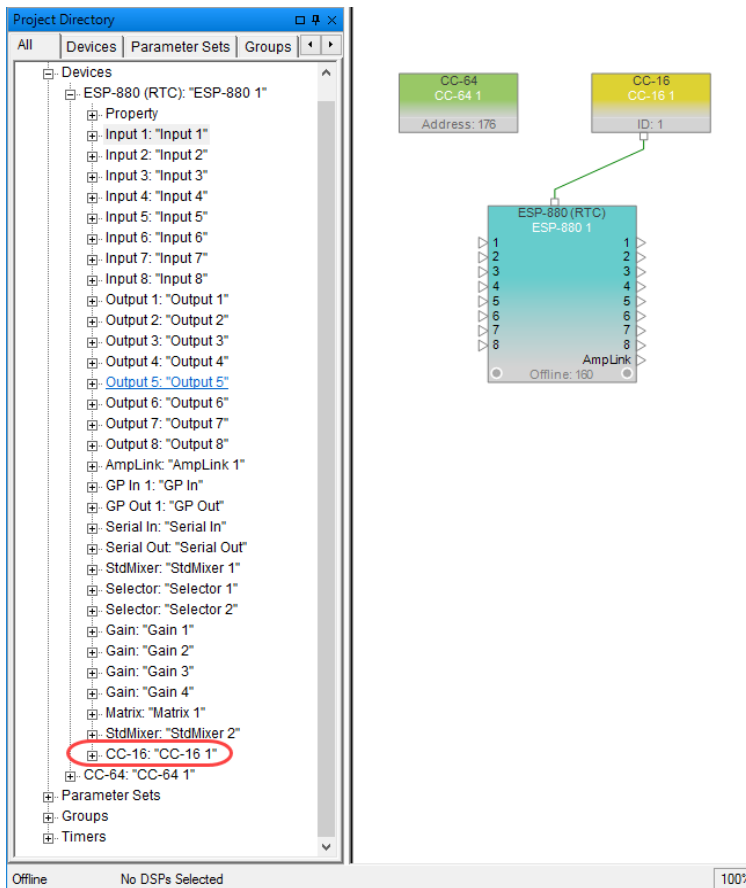 Project Directory
All Devices Parameter Sets Groups
Devices
ESP-880 (RTC): "ESP-880 1"
Property
Input 1: "Input 1"
Input 2: "Input 2"
Input 3: "Input 3"
Input 4: "Input 4"
Input 5: "Input 5"
Input 6: "Input 6"
Input 7: "Input 7"
Input 8: "Input 8"
Output 1: "Output 1"
Output 2: "Output 2"
Output 3: "Output 3"
Output 4: "Output 4"
Output 5: "Output 5"
Output 6: "Output 6"
Output 7: "Output 7"
Output 8: "Output 8"
AmpLink: "AmpLink 1"
GP In 1: "GP In"
GP Out 1: "GP Out"
Serial In: "Serial In"
Serial Out: "Serial Out"
StdMixer: "StdMixer 1"
Selector: "Selector 1"
Selector: "Selector 2"
Gain: "Gain 1"
Gain: "Gain 2"
Gain: "Gain 3"
Gain: "Gain 4"
Matrix: "Matrix 1"
StdMixer: "StdMixer 2"
CC-16: "CC-16 1"
CC-64: "CC-64 1"
Parameter Sets
Groups
Timers
CC-64
CC-64 1
Address: 176
CC-16
CC-16 1
ID: 1
ESP-880 (RTC)
ESP-880 1
1 1
2 2
3 3
4 4
5 5
6 6
7 7
8 8
AmpLink
Offline: 160
Offline No DSPs Selected 100%